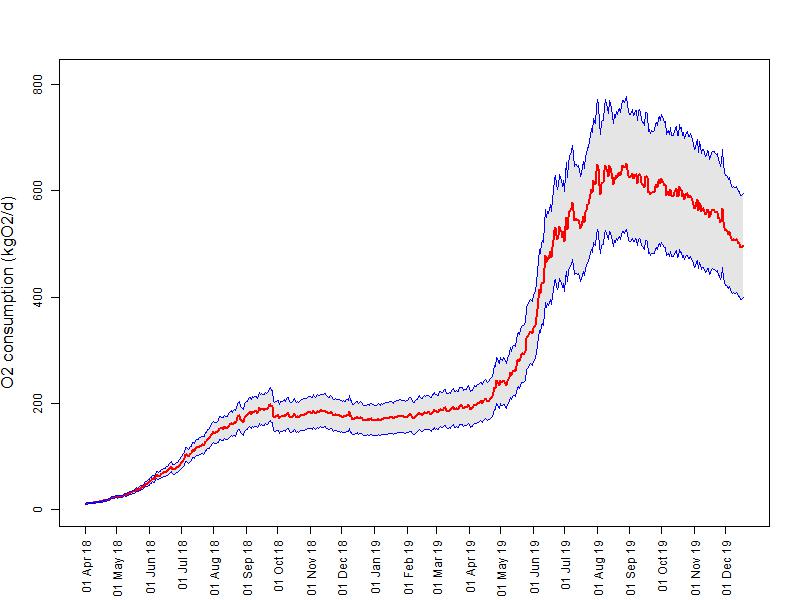 O2 consumption (kgO2/d)
800
600
400
200
0
01 Apr 18
01 May 18
01 Jun 18
01 Jul 18
01 Aug 18
01 Sep 18
01 Oct 18
01 Nov 18
01 Dec 18
01 Jan 19
01 Feb 19
01 Mar 19
01 Apr 19
01 May 19
01 Jun 19
01 Jul 19
01 Aug 19
01 Sep 19
01 Oct 19
01 Nov 19
01 Dec 19